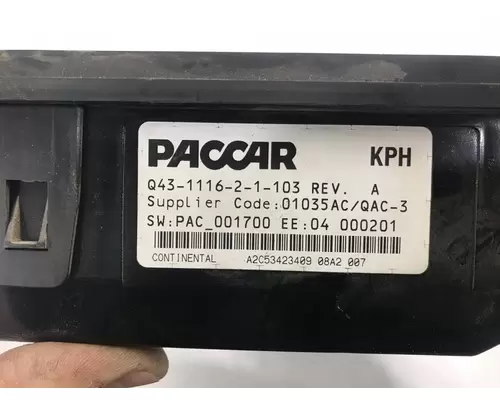 PACCAR KPH
Q43-1116-2-1-103 REV. A
Supplier Code:01035AC/QAC-3
SW:PAC_001700 EE:04 000201
CONTINENTAL A2C53423409 08A2 007